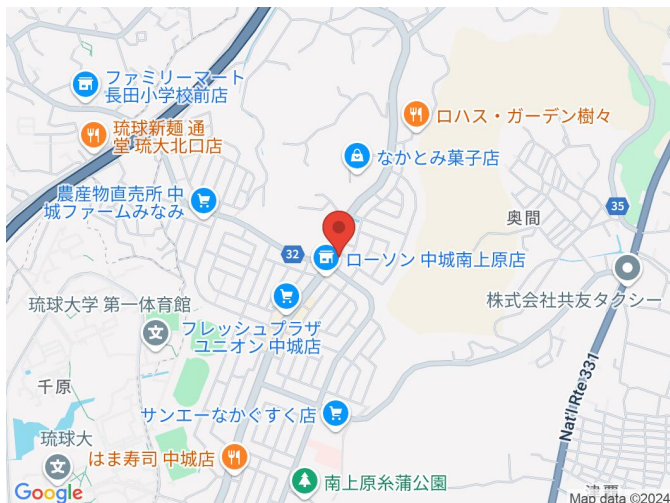 ファミリーマート
長田小学校前店
琉球新麺 通
堂 琉大北口店
ロハス・ガーデン樹々
なかとみ菓子店
農産物直売所 中
城ファームみなみ
奥間
35
32
ローソン 中城南上原店
株式会社共友タクシー
琉球大学 第一体育館
フレッシュプラザ
ユニオン 中城店
千原
Nat'l Rte 331
サンエーなかぐすく店
琉球大
はま寿司 中城店
南上原糸蒲公園
津覇
Google
Map data ©2024